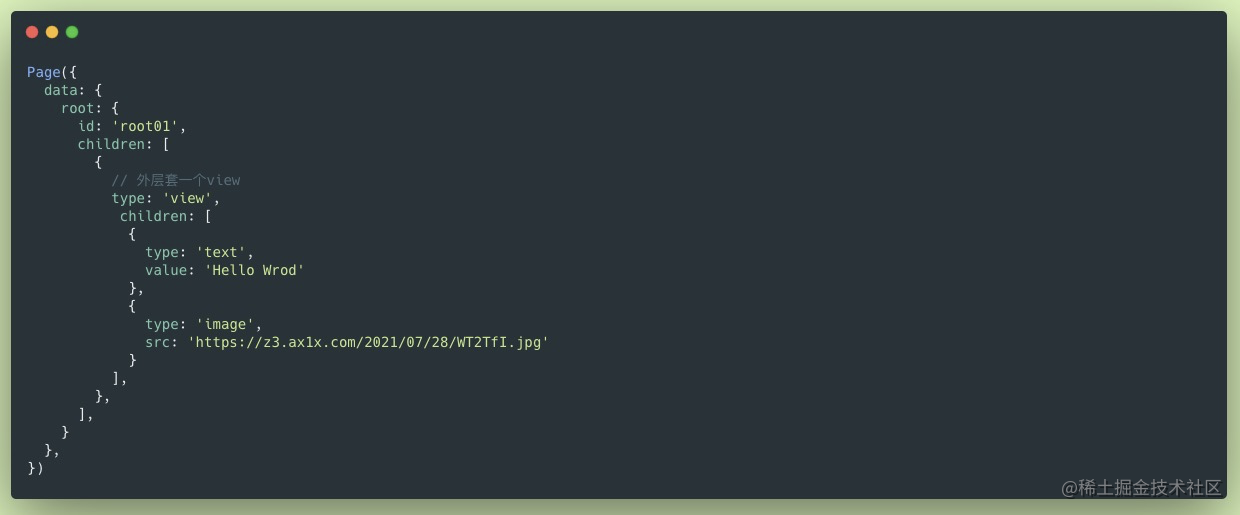 Page({
  data: {
    root: {
      id: 'root01',
      children: [
        {
          // 外层套一个view
          type: 'view',
           children: [
            {
              type: 'text',
              value: 'Hello Wrod'
            },
            {
              type: 'image',
              src: 'https://z3.ax1x.com/2021/07/28/WT2TfI.jpg'
            }
          ],
        },
      ],
    }
  },
})
@稀土掘金技术社区